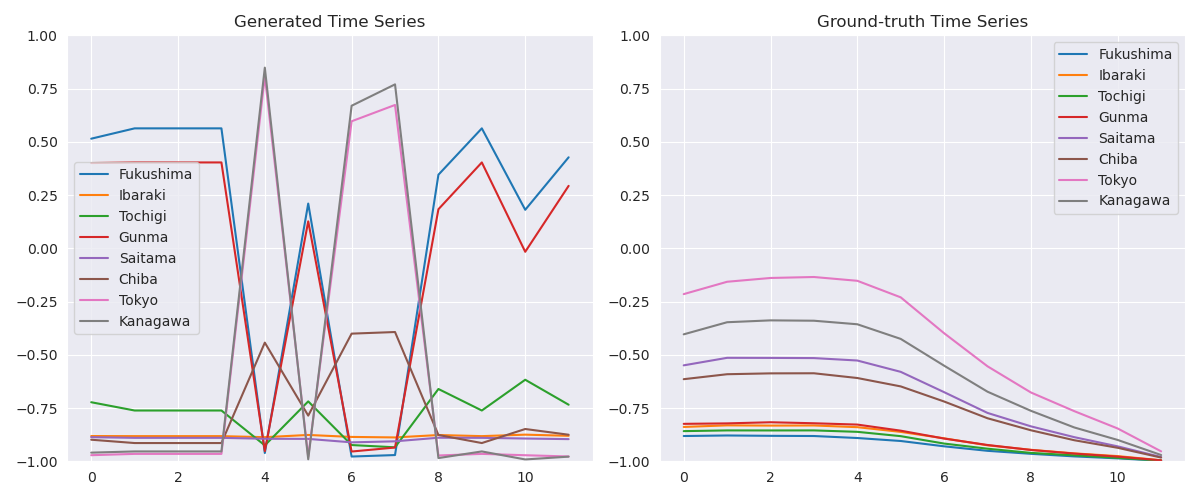 Generated Time Series
1.00
0.75
0.50
0.25
0.00
−0.25
−0.50
−0.75
−1.00
0 2 4 6 8 10
Fukushima
Ibaraki
Tochigi
Gunma
Saitama
Chiba
Tokyo
Kanagawa
Ground-truth Time Series
1.00
0.75
0.50
0.25
0.00
−0.25
−0.50
−0.75
−1.00
0 2 4 6 8 10
Fukushima
Ibaraki
Tochigi
Gunma
Saitama
Chiba
Tokyo
Kanagawa